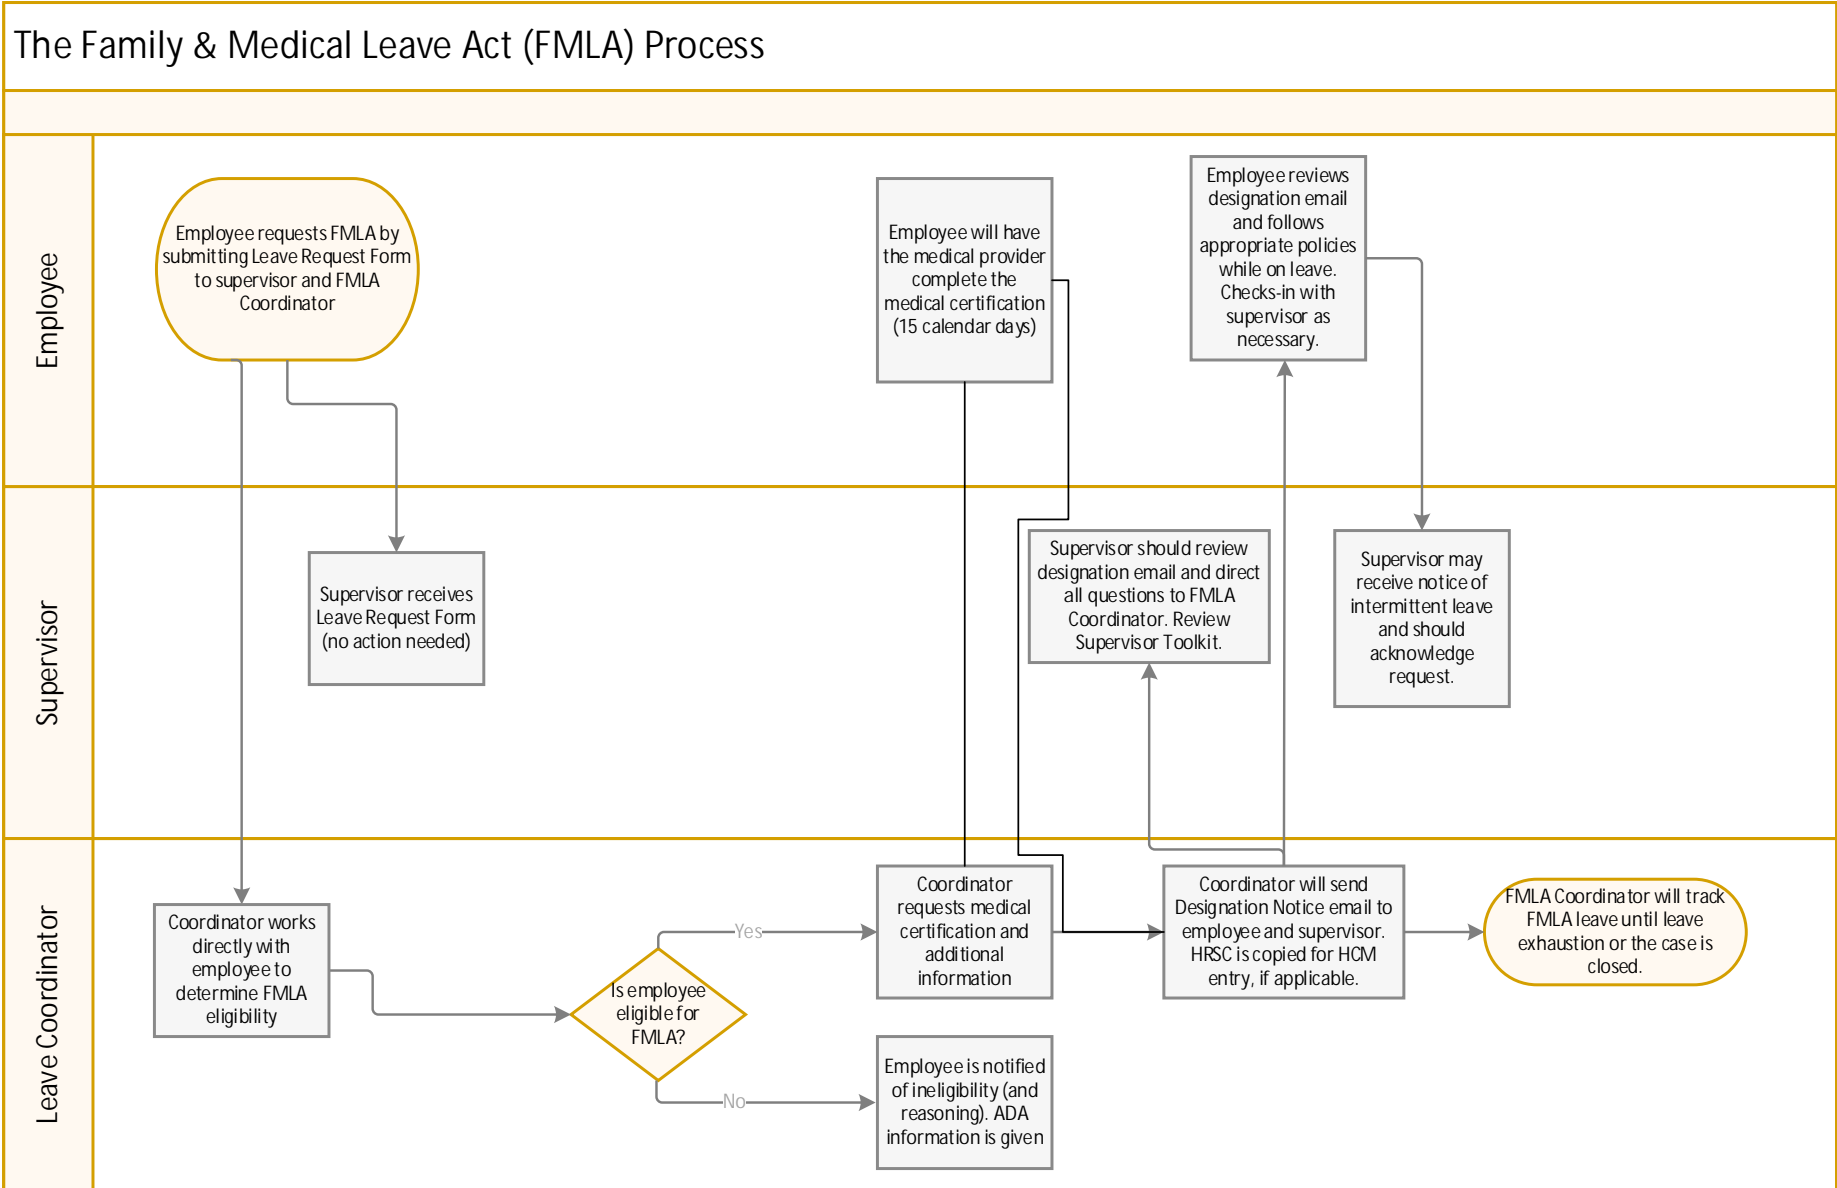 The Family & Medical Leave Act (FMLA) Process
Employee
Employee requests FMLA by
submitting Leave Request Form
to supervisor and FMLA
Coordinator
Employee will have
the medical provider
complete the
medical certification
(15 calendar days)
Employee reviews
designation email
and follows
appropriate policies
while on leave.
Checks-in with
supervisor as
necessary.
Supervisor
Supervisor receives
Leave Request Form
(no action needed)
Supervisor should review
designation email and direct
all questions to FMLA
Coordinator. Review
Supervisor Toolkit.
Supervisor may
receive notice of
intermittent leave
and should
acknowledge
request.
Leave Coordinator
Coordinator works
directly with
employee to
determine FMLA
eligibility
Is employee
eligible for
FMLA?
Yes
No
Coordinator
requests medical
certification and
additional
information
Employee is notified
of ineligibility (and
reasoning). ADA
information is given
Coordinator will send
Designation Notice email to
employee and supervisor.
HRSC is copied for HCM
entry, if applicable.
FMLA Coordinator will track
FMLA leave until leave
exhaustion or the case is
closed.